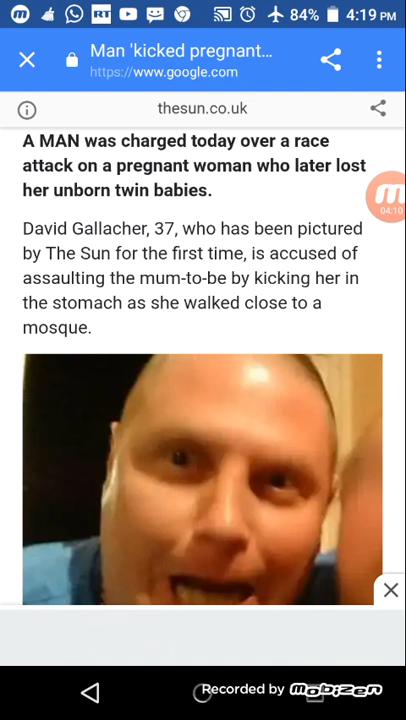 RT
84% 4:19 PM
Man 'kicked pregnant...
https://www.google.com
thesun.co.uk
A MAN was charged today over a race
attack on a pregnant woman who later lost
her unborn twin babies.
04:10
David Gallacher, 37, who has been pictured
by The Sun for the first time, is accused of
assaulting the mum-to-be by kicking her in
the stomach as she walked close to a
mosque.
Recorded by mobizen